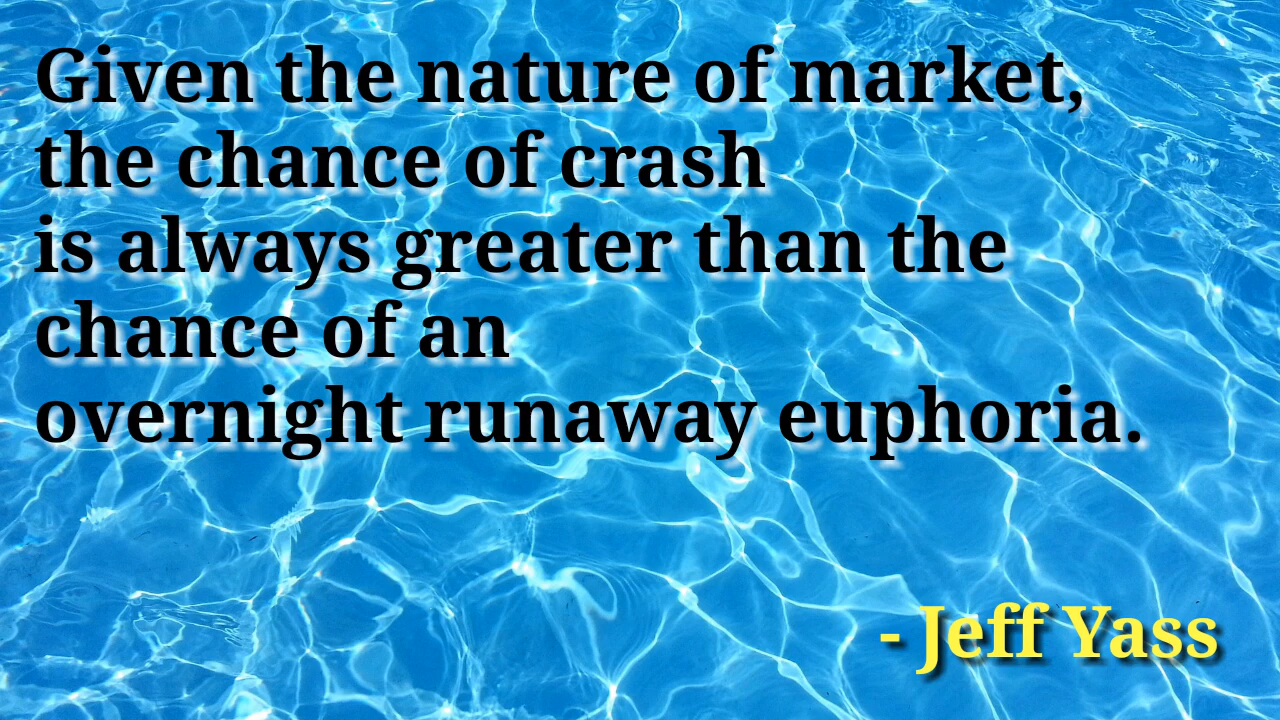 Given the nature of market,
the chance of crash
is always greater than the
chance of an
overnight runaway euphoria.
- Jeff Yass